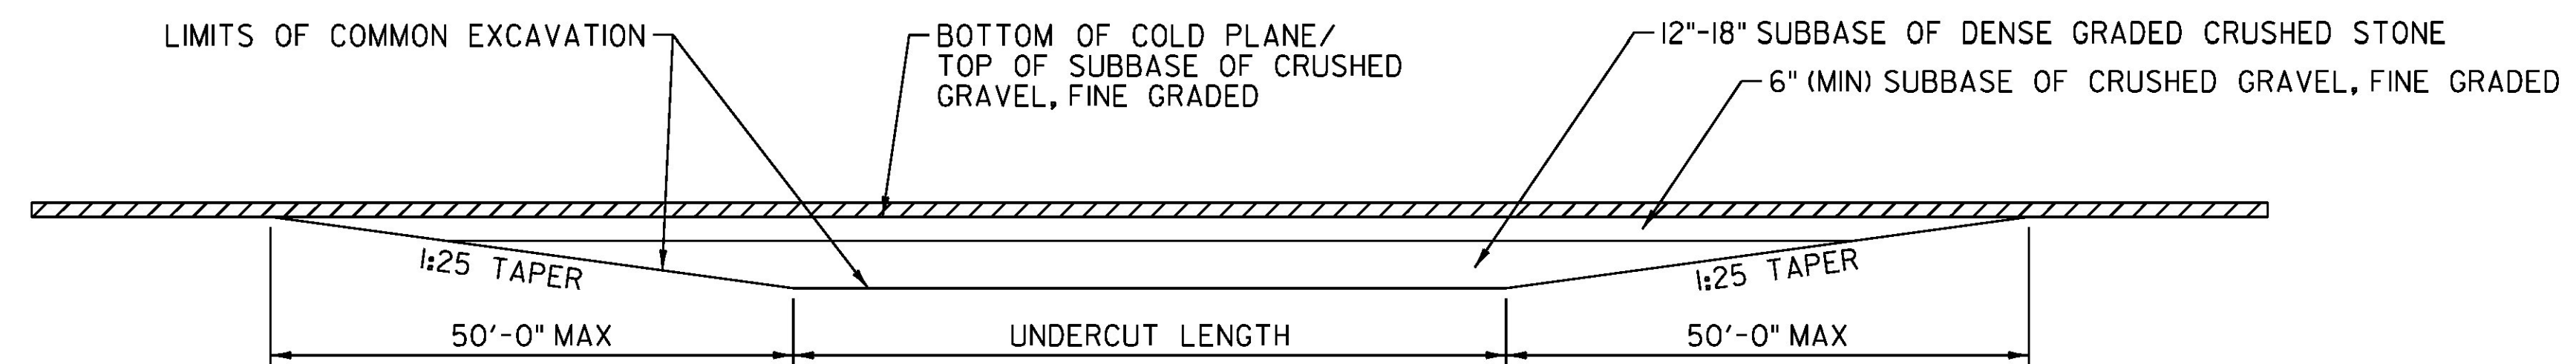 LIMITS OF COMMON EXCAVATION
BOTTOM OF COLD PLANE/
TOP OF SUBBASE OF CRUSHED
GRAVEL, FINE GRADED
12"-18" SUBBASE OF DENSE GRADED CRUSHED STONE
6" (MIN) SUBBASE OF CRUSHED GRAVEL, FINE GRADED
1:25 TAPER
1:25 TAPER
50'-0" MAX
UNDERCUT LENGTH
50'-0" MAX